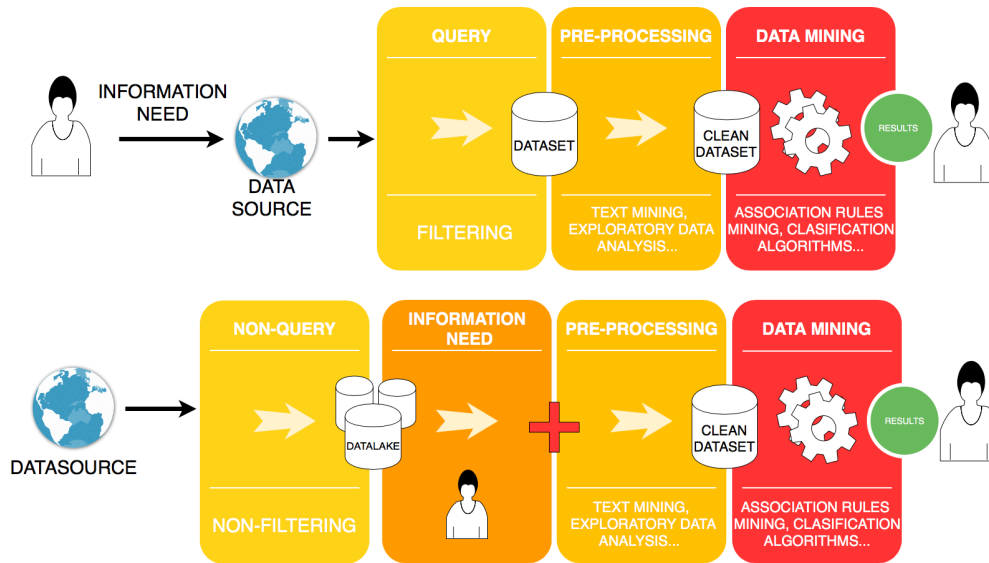 QUERY
PRE-PROCESSING
DATA MINING
INFORMATION
NEED
DATA
SOURCE
DATASET
CLEAN
DATASET
RESULTS
FILTERING
TEXT MINING,
EXPLORATORY DATA
ANALYSIS...
ASSOCIATION RULES
MINING, CLASIFICATION
ALGORITHMS...
NON-QUERY
INFORMATION
NEED
PRE-PROCESSING
DATA MINING
DATASOURCE
DATALAKE
CLEAN
DATASET
RESULTS
NON-FILTERING
TEXT MINING,
EXPLORATORY DATA
ANALYSIS...
ASSOCIATION RULES
MINING, CLASIFICATION
ALGORITHMS...